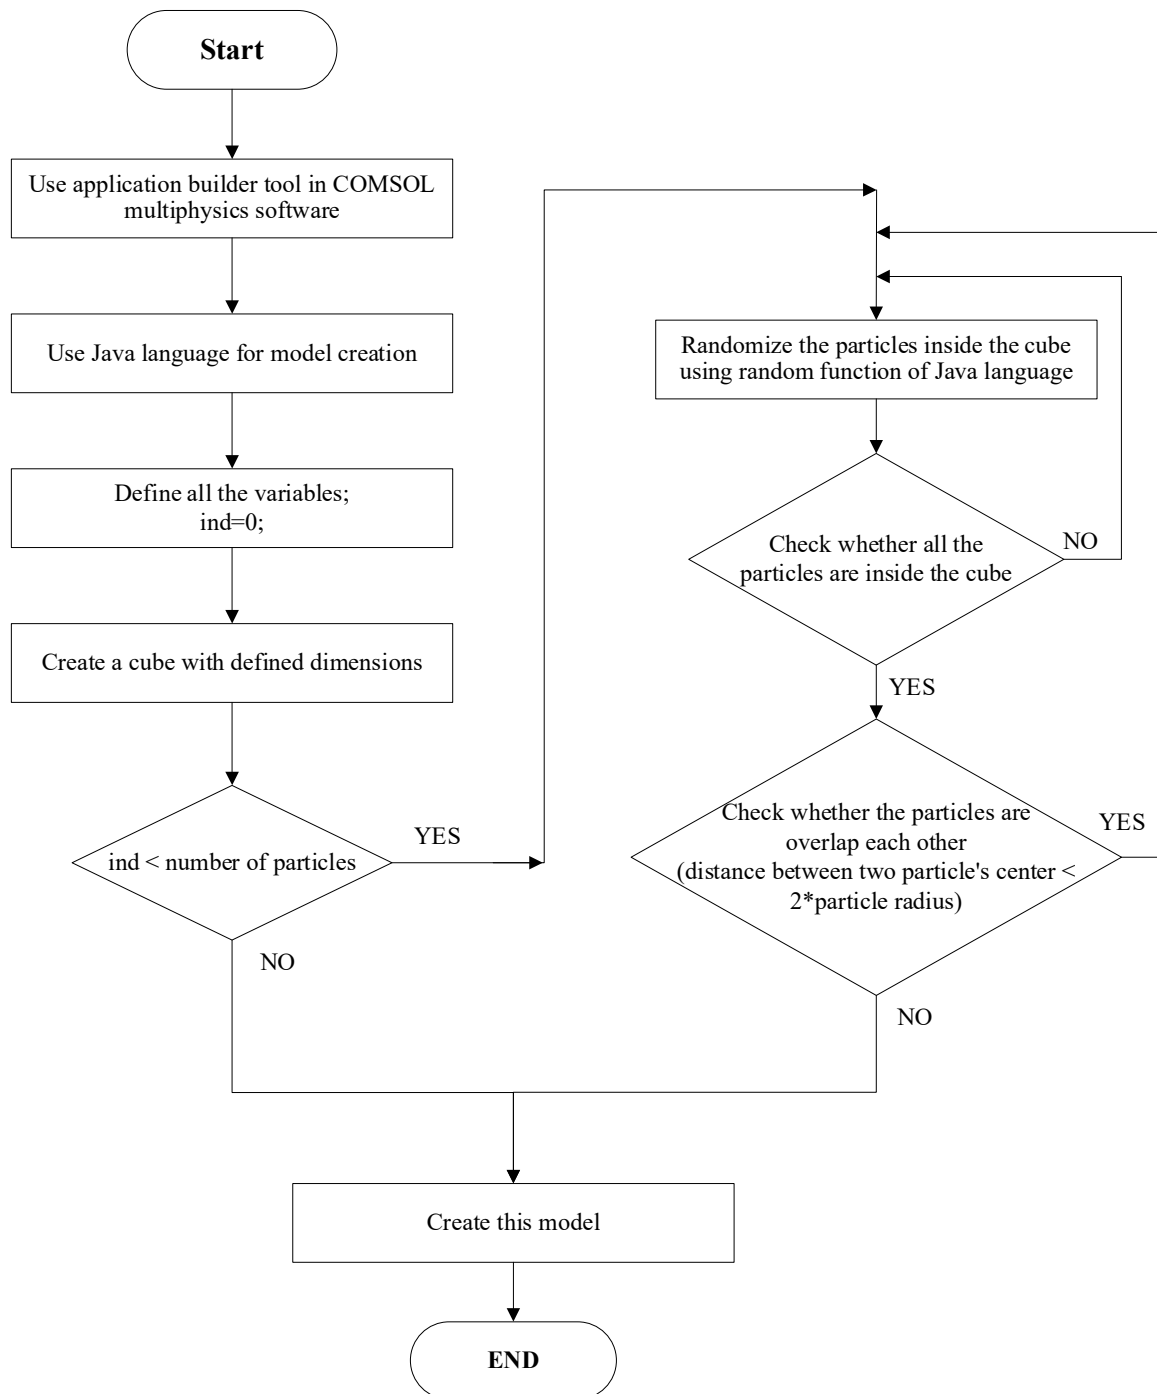 Start
Use application builder tool in COMSOL
multiphysics software
Use Java language for model creation
Define all the variables;
ind=0;
Create a cube with defined dimensions
ind < number of particles
YES
NO
Randomize the particles inside the cube
using random function of Java language
Check whether all the
particles are inside the cube
NO
YES
Check whether the particles are
overlap each other
(distance between two particle's center <
2*particle radius)
YES
NO
Create this model
END